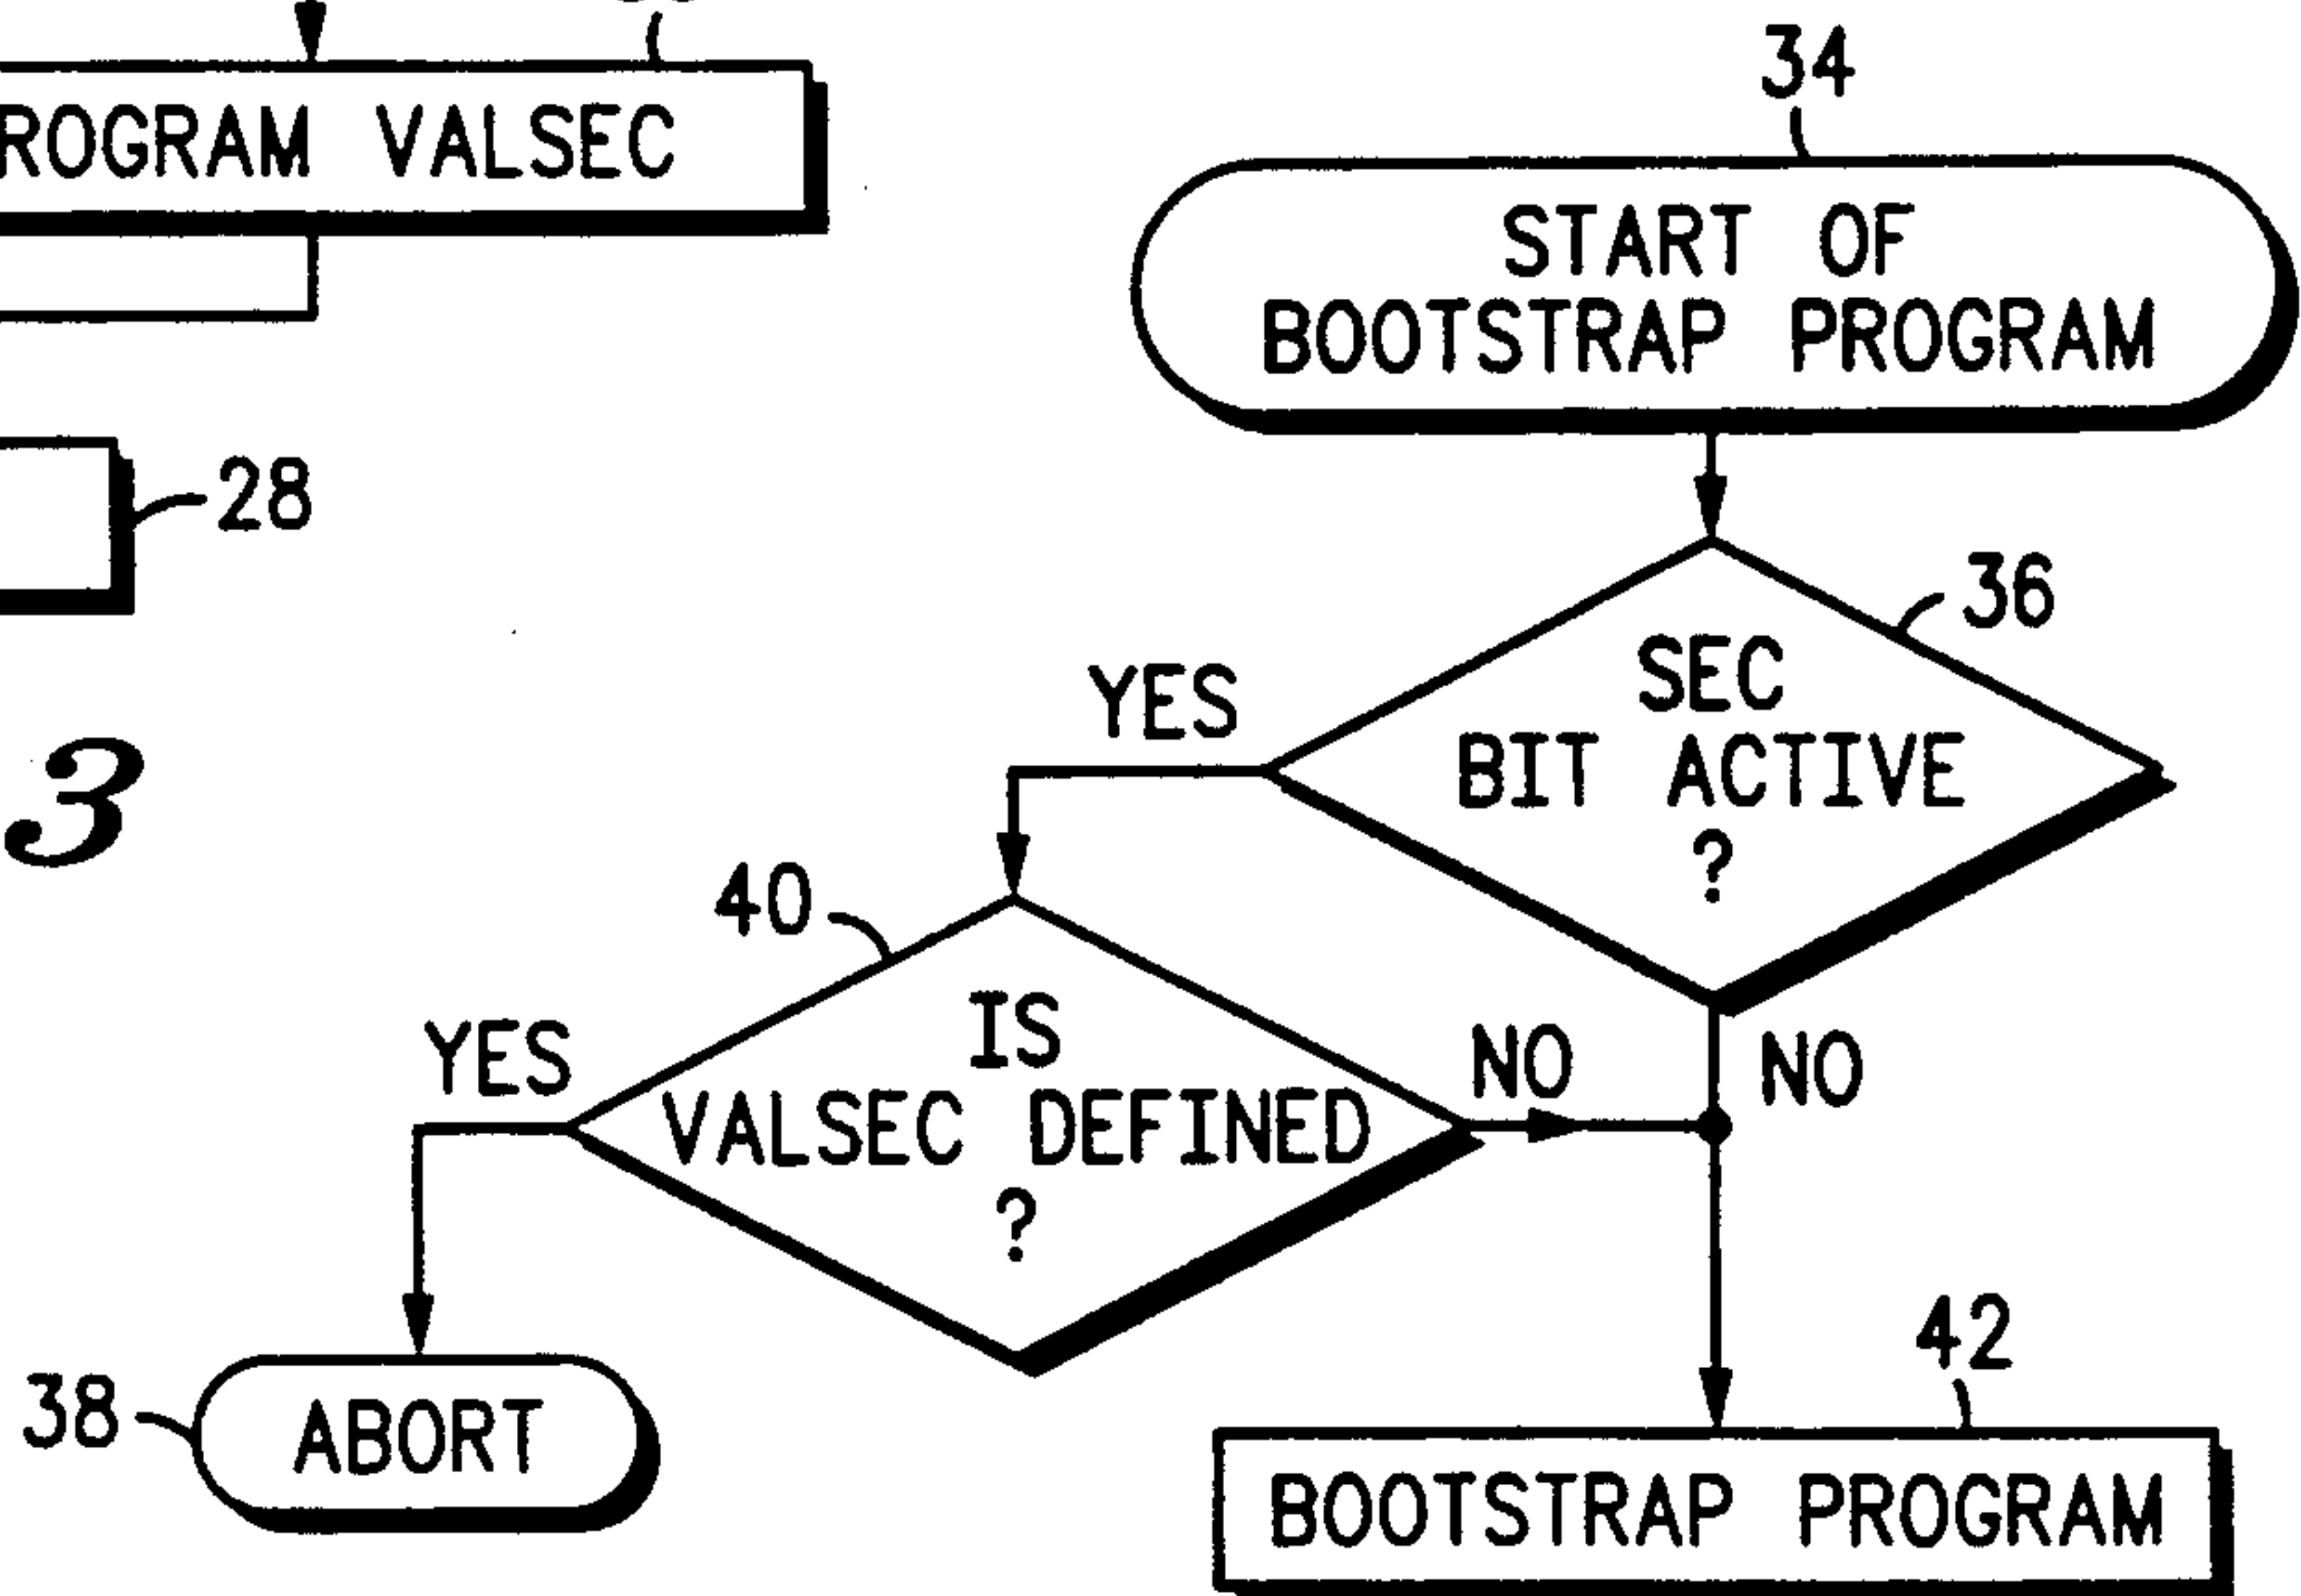 ROGRAM VALSEC
28
3
34
START OF
BOOTSTRAP PROGRAM
36
SEC
BIT ACTIVE
?
YES
NO
40
IS
VALSEC DEFINED
?
YES
NO
38
ABORT
42
BOOTSTRAP PROGRAM